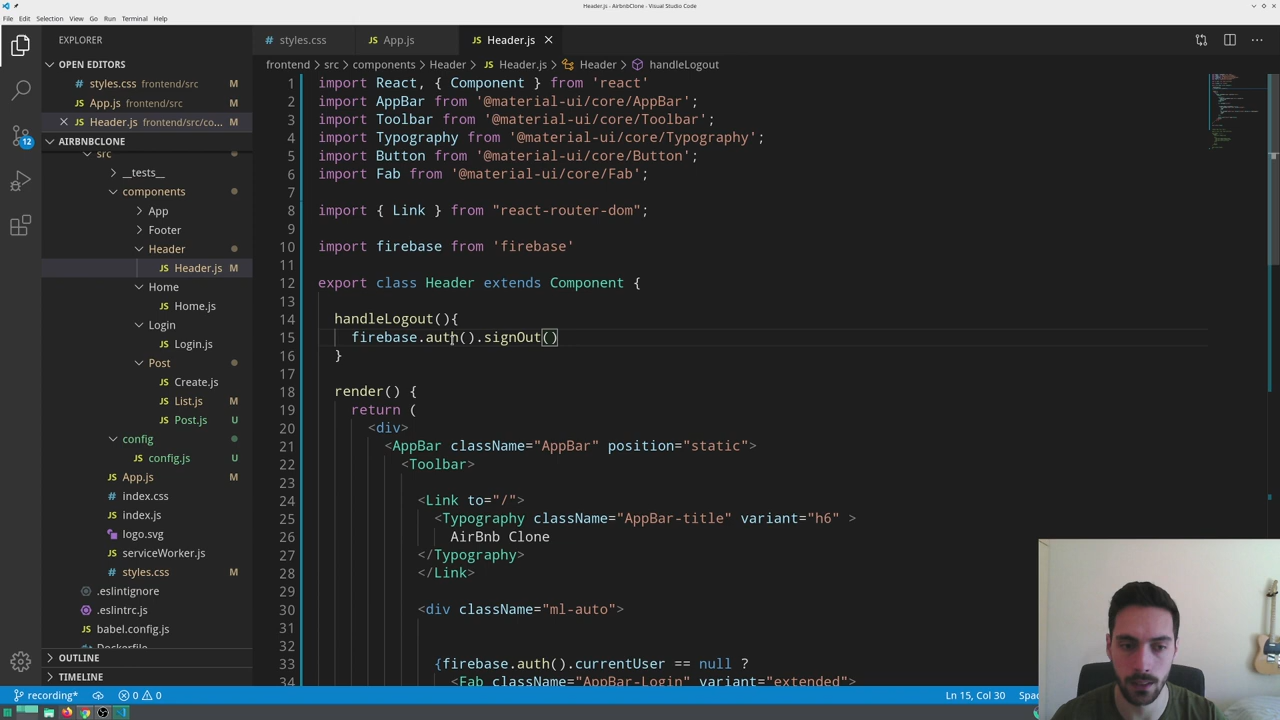 Header.js - AirbnbClone - Visual Studio Code
File Edit Selection View Go Run Terminal Help
EXPLORER
styles.css
App.js
Header.js
OPEN EDITORS
frontend > src > components > Header > Header.js > Header > handleLogout
styles.css frontend/src M
App.js frontend/src M
Header.js frontend/src/co... M
12
AIRBNBCLONE
src
__tests__
components
App
Footer
Header
Header.js M
Home
Home.js
Login
Login.js
Post
Create.js
List.js M
Post.js U
config
config.js U
App.js M
index.css
index.js
logo.svg
serviceWorker.js
styles.css M
.eslintignore
.eslintrc.js
babel.config.js
Dockerfile
OUTLINE
TIMELINE
1 import React, { Component } from 'react'
2 import AppBar from '@material-ui/core/AppBar';
3 import Toolbar from '@material-ui/core/Toolbar';
4 import Typography from '@material-ui/core/Typography';
5 import Button from '@material-ui/core/Button';
6 import Fab from '@material-ui/core/Fab';
7
8 import { Link } from "react-router-dom";
9
10 import firebase from 'firebase'
11
12 export class Header extends Component {
13
14 handleLogout(){
15 firebase.auth().signOut()
16 }
17
18 render() {
19 return (
20 <div>
21 <AppBar className="AppBar" position="static">
22 <Toolbar>
23
24 <Link to="/">
25 <Typography className="AppBar-title" variant="h6" >
26 AirBnb Clone
27 </Typography>
28 </Link>
29
30 <div className="ml-auto">
31
32
33 {firebase.auth().currentUser == null ?
34 <Fab className="AppBar-Login" variant="extended">
recording* 0 0
Ln 15, Col 30